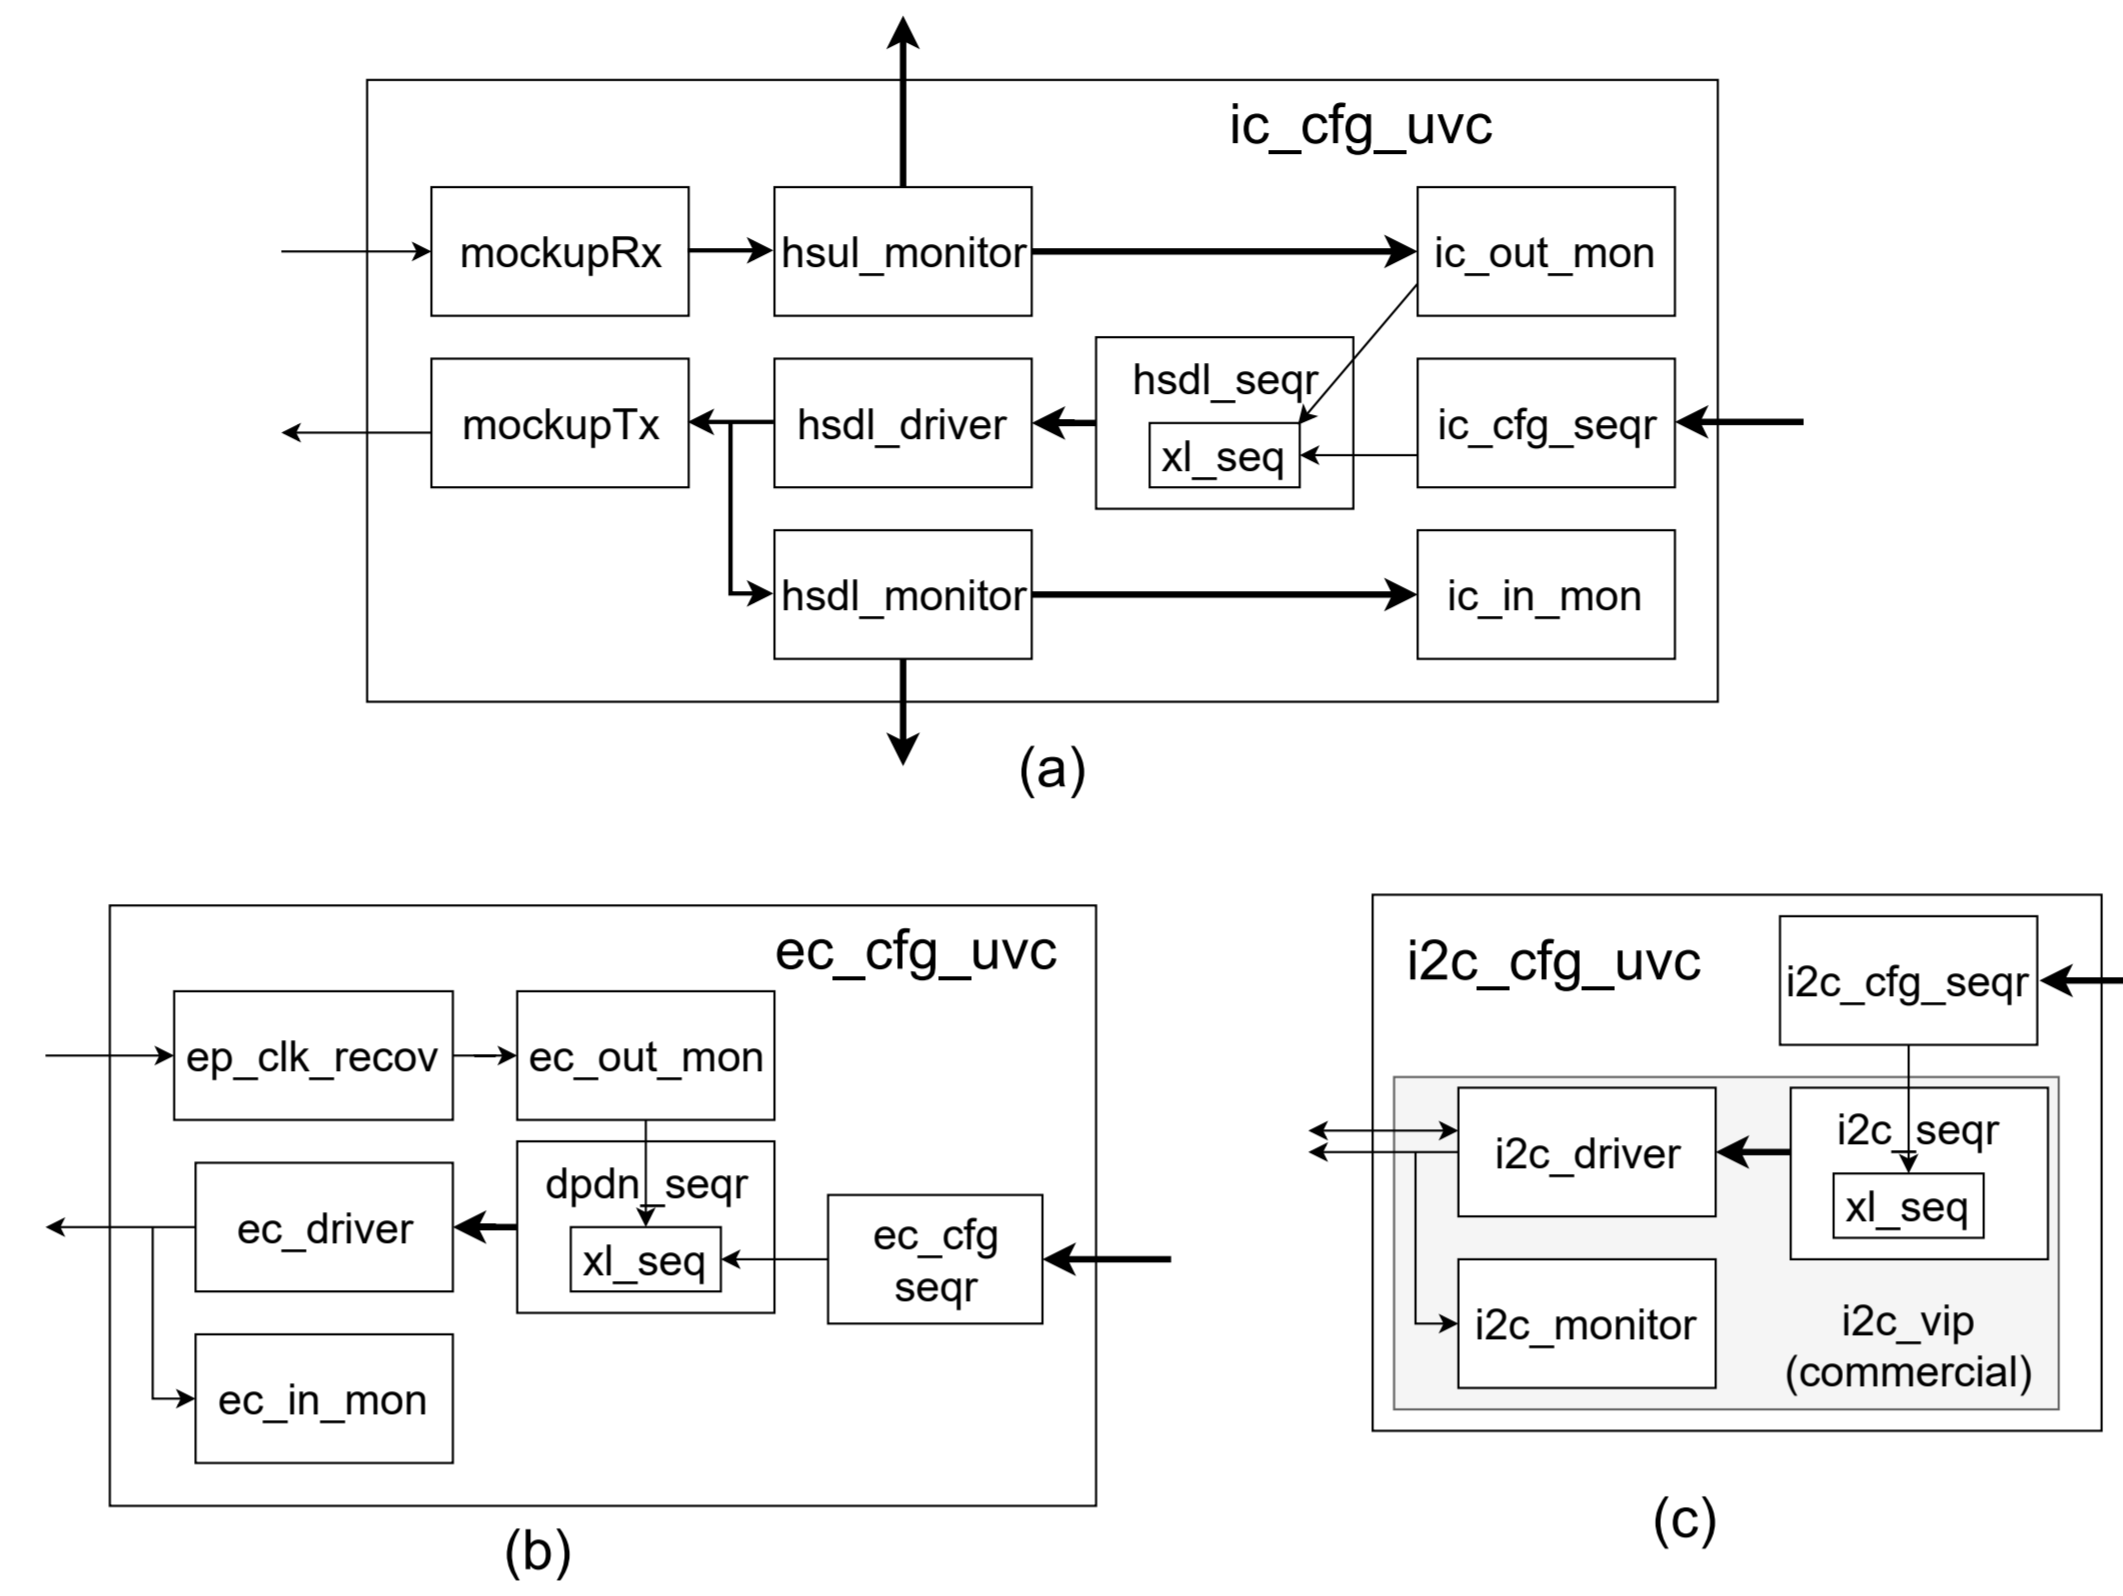 ic_cfg_uvc
mockupRx
hsul_monitor
ic_out_mon
mockupTx
hsdl_driver
hsdl_seqr
xl_seq
ic_cfg_seqr
hsdl_monitor
ic_in_mon
(a)
ec_cfg_uvc
ep_clk_recov
ec_out_mon
ec_driver
dpdn_seqr
xl_seq
ec_cfg
seqr
ec_in_mon
(b)
i2c_cfg_uvc
i2c_cfg_seqr
i2c_driver
i2c_seqr
xl_seq
i2c_monitor
i2c_vip
(commercial)
(c)